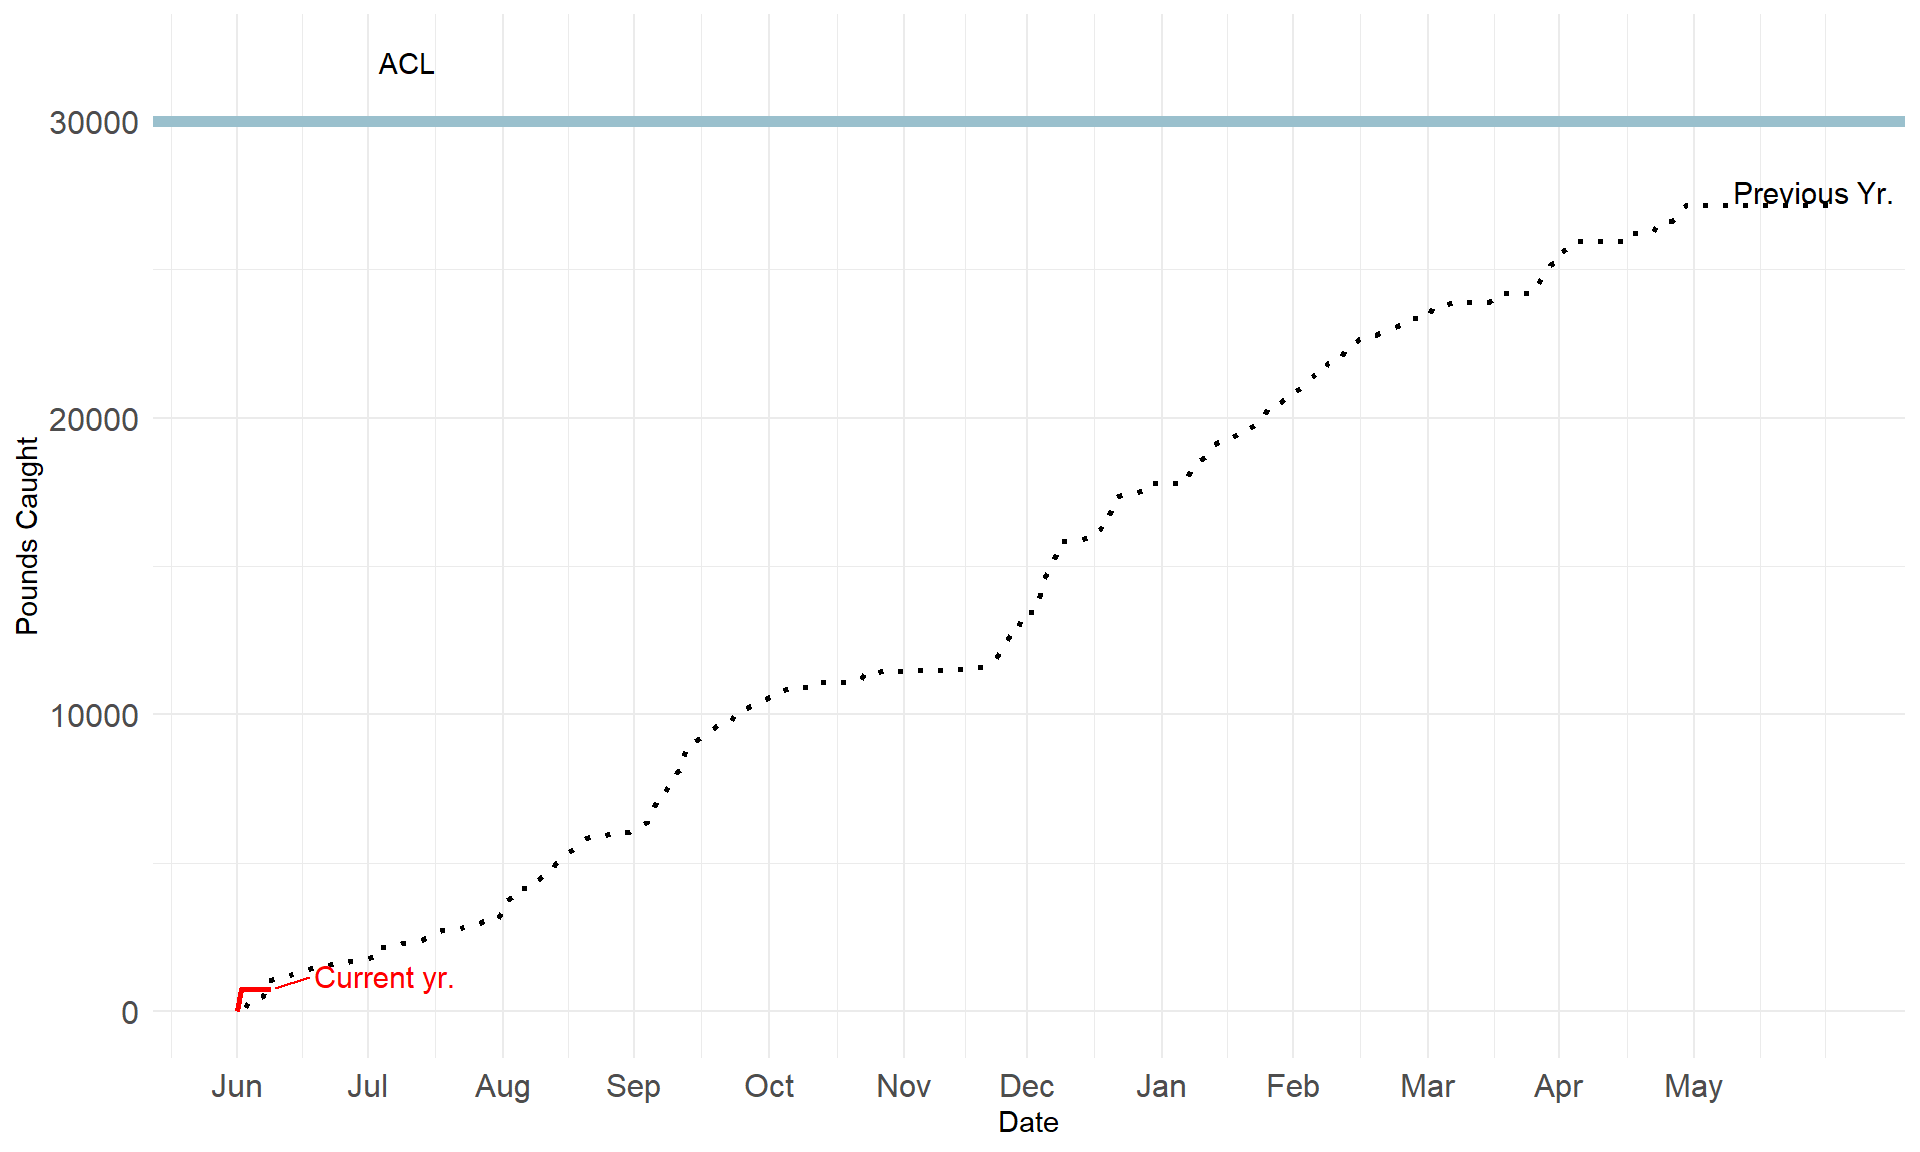 ACL
30000
Previous Yr.
20000
Pounds Caught
10000
Current yr.
0
Jun Jul Aug Sep Oct Nov Dec Jan Feb Mar Apr May
Date